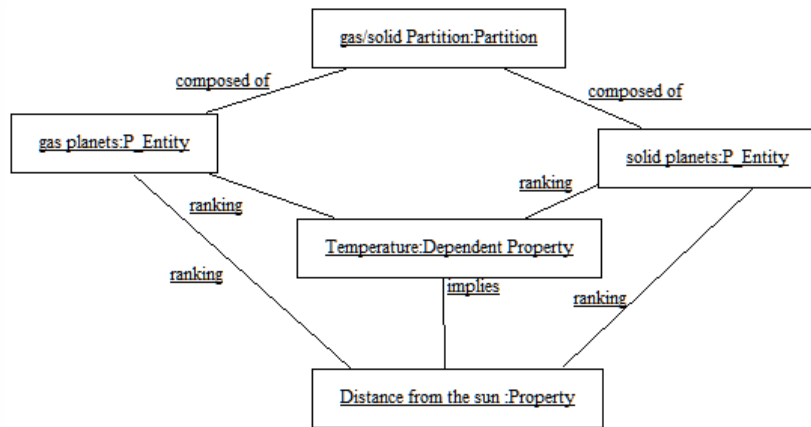 gas/solid Partition:Partition
composed of
composed of
gas planets:P_Entity
solid planets:P_Entity
ranking
ranking
Temperature:Dependent Property
ranking
implies
ranking
Distance from the sun :Property